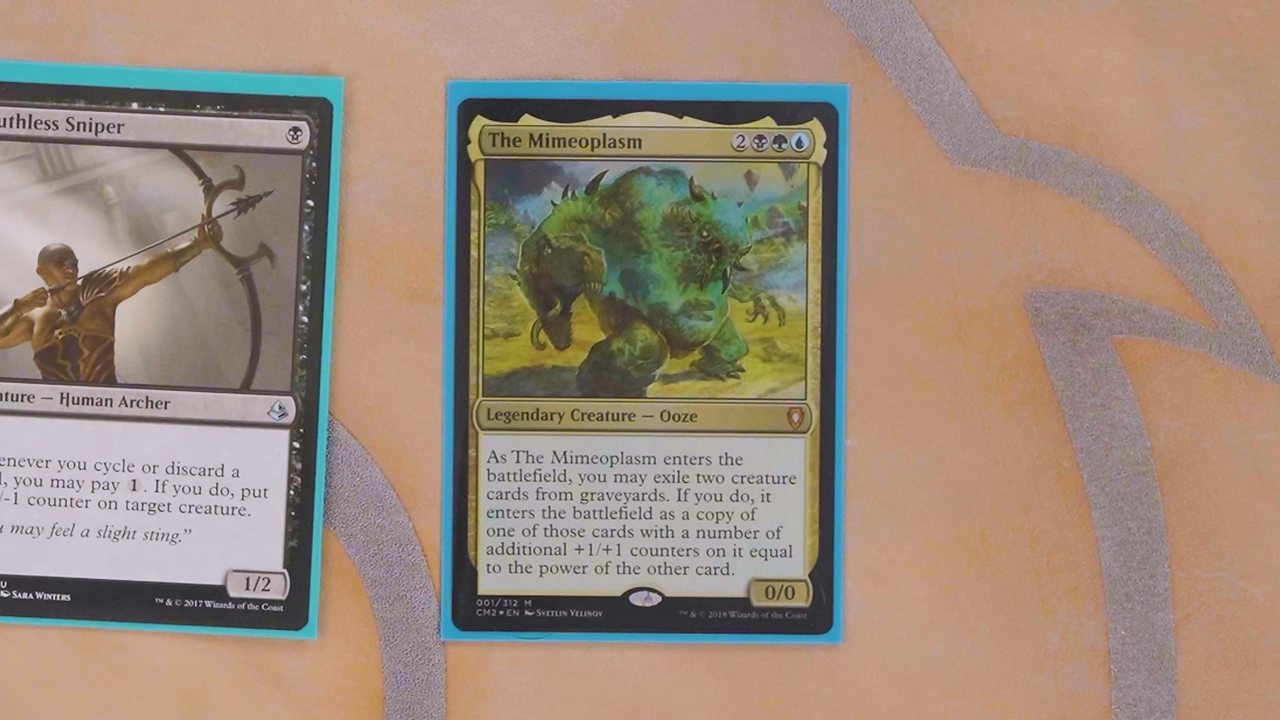 uthless Sniper
ature — Human Archer
enever you cycle or discard a
l, you may pay 1. If you do, put
/-1 counter on target creature.
u may feel a slight sting.”
1/2
U
SARA WINTERS
™ & © 2017 Wizards of the Coast
The Mimeoplasm
2
Legendary Creature — Ooze
As The Mimeoplasm enters the
battlefield, you may exile two creature
cards from graveyards. If you do, it
enters the battlefield as a copy of
one of those cards with a number of
additional +1/+1 counters on it equal
to the power of the other card.
0/0
001/312 M
CM2★EN SVETLIN VELINOV
™ & © 2018 Wizards of the Coast